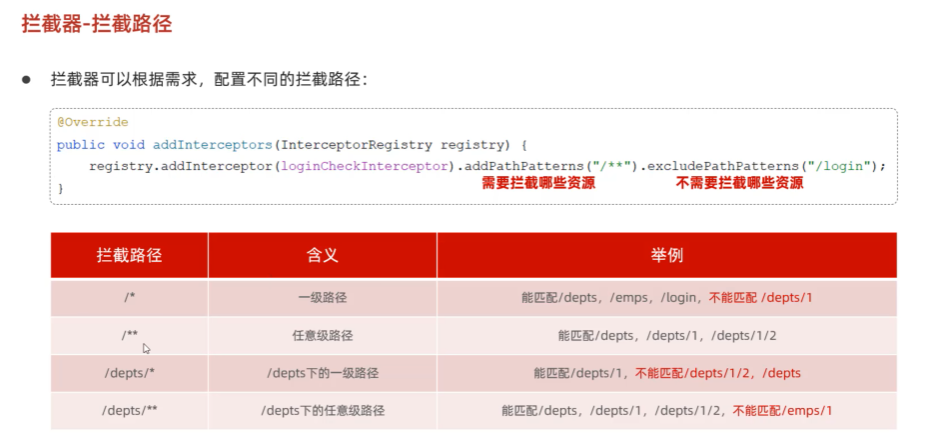 拦截器-拦截路径
● 拦截器可以根据需求，配置不同的拦截路径：
@Override
public void addInterceptors(InterceptorRegistry registry) {
registry.addInterceptor(loginCheckInterceptor).addPathPatterns("/**").excludePathPatterns("/login");
需要拦截哪些资源 不需要拦截哪些资源
}
拦截路径 含义 举例
/* 一级路径 能匹配/depts，/emps，/login，不能匹配 /depts/1
/** 任意级路径 能匹配/depts，/depts/1，/depts/1/2
/depts/* /depts下的一级路径 能匹配/depts/1，不能匹配/depts/1/2，/depts
/depts/** /depts下的任意级路径 能匹配/depts，/depts/1，/depts/1/2，不能匹配/emps/1